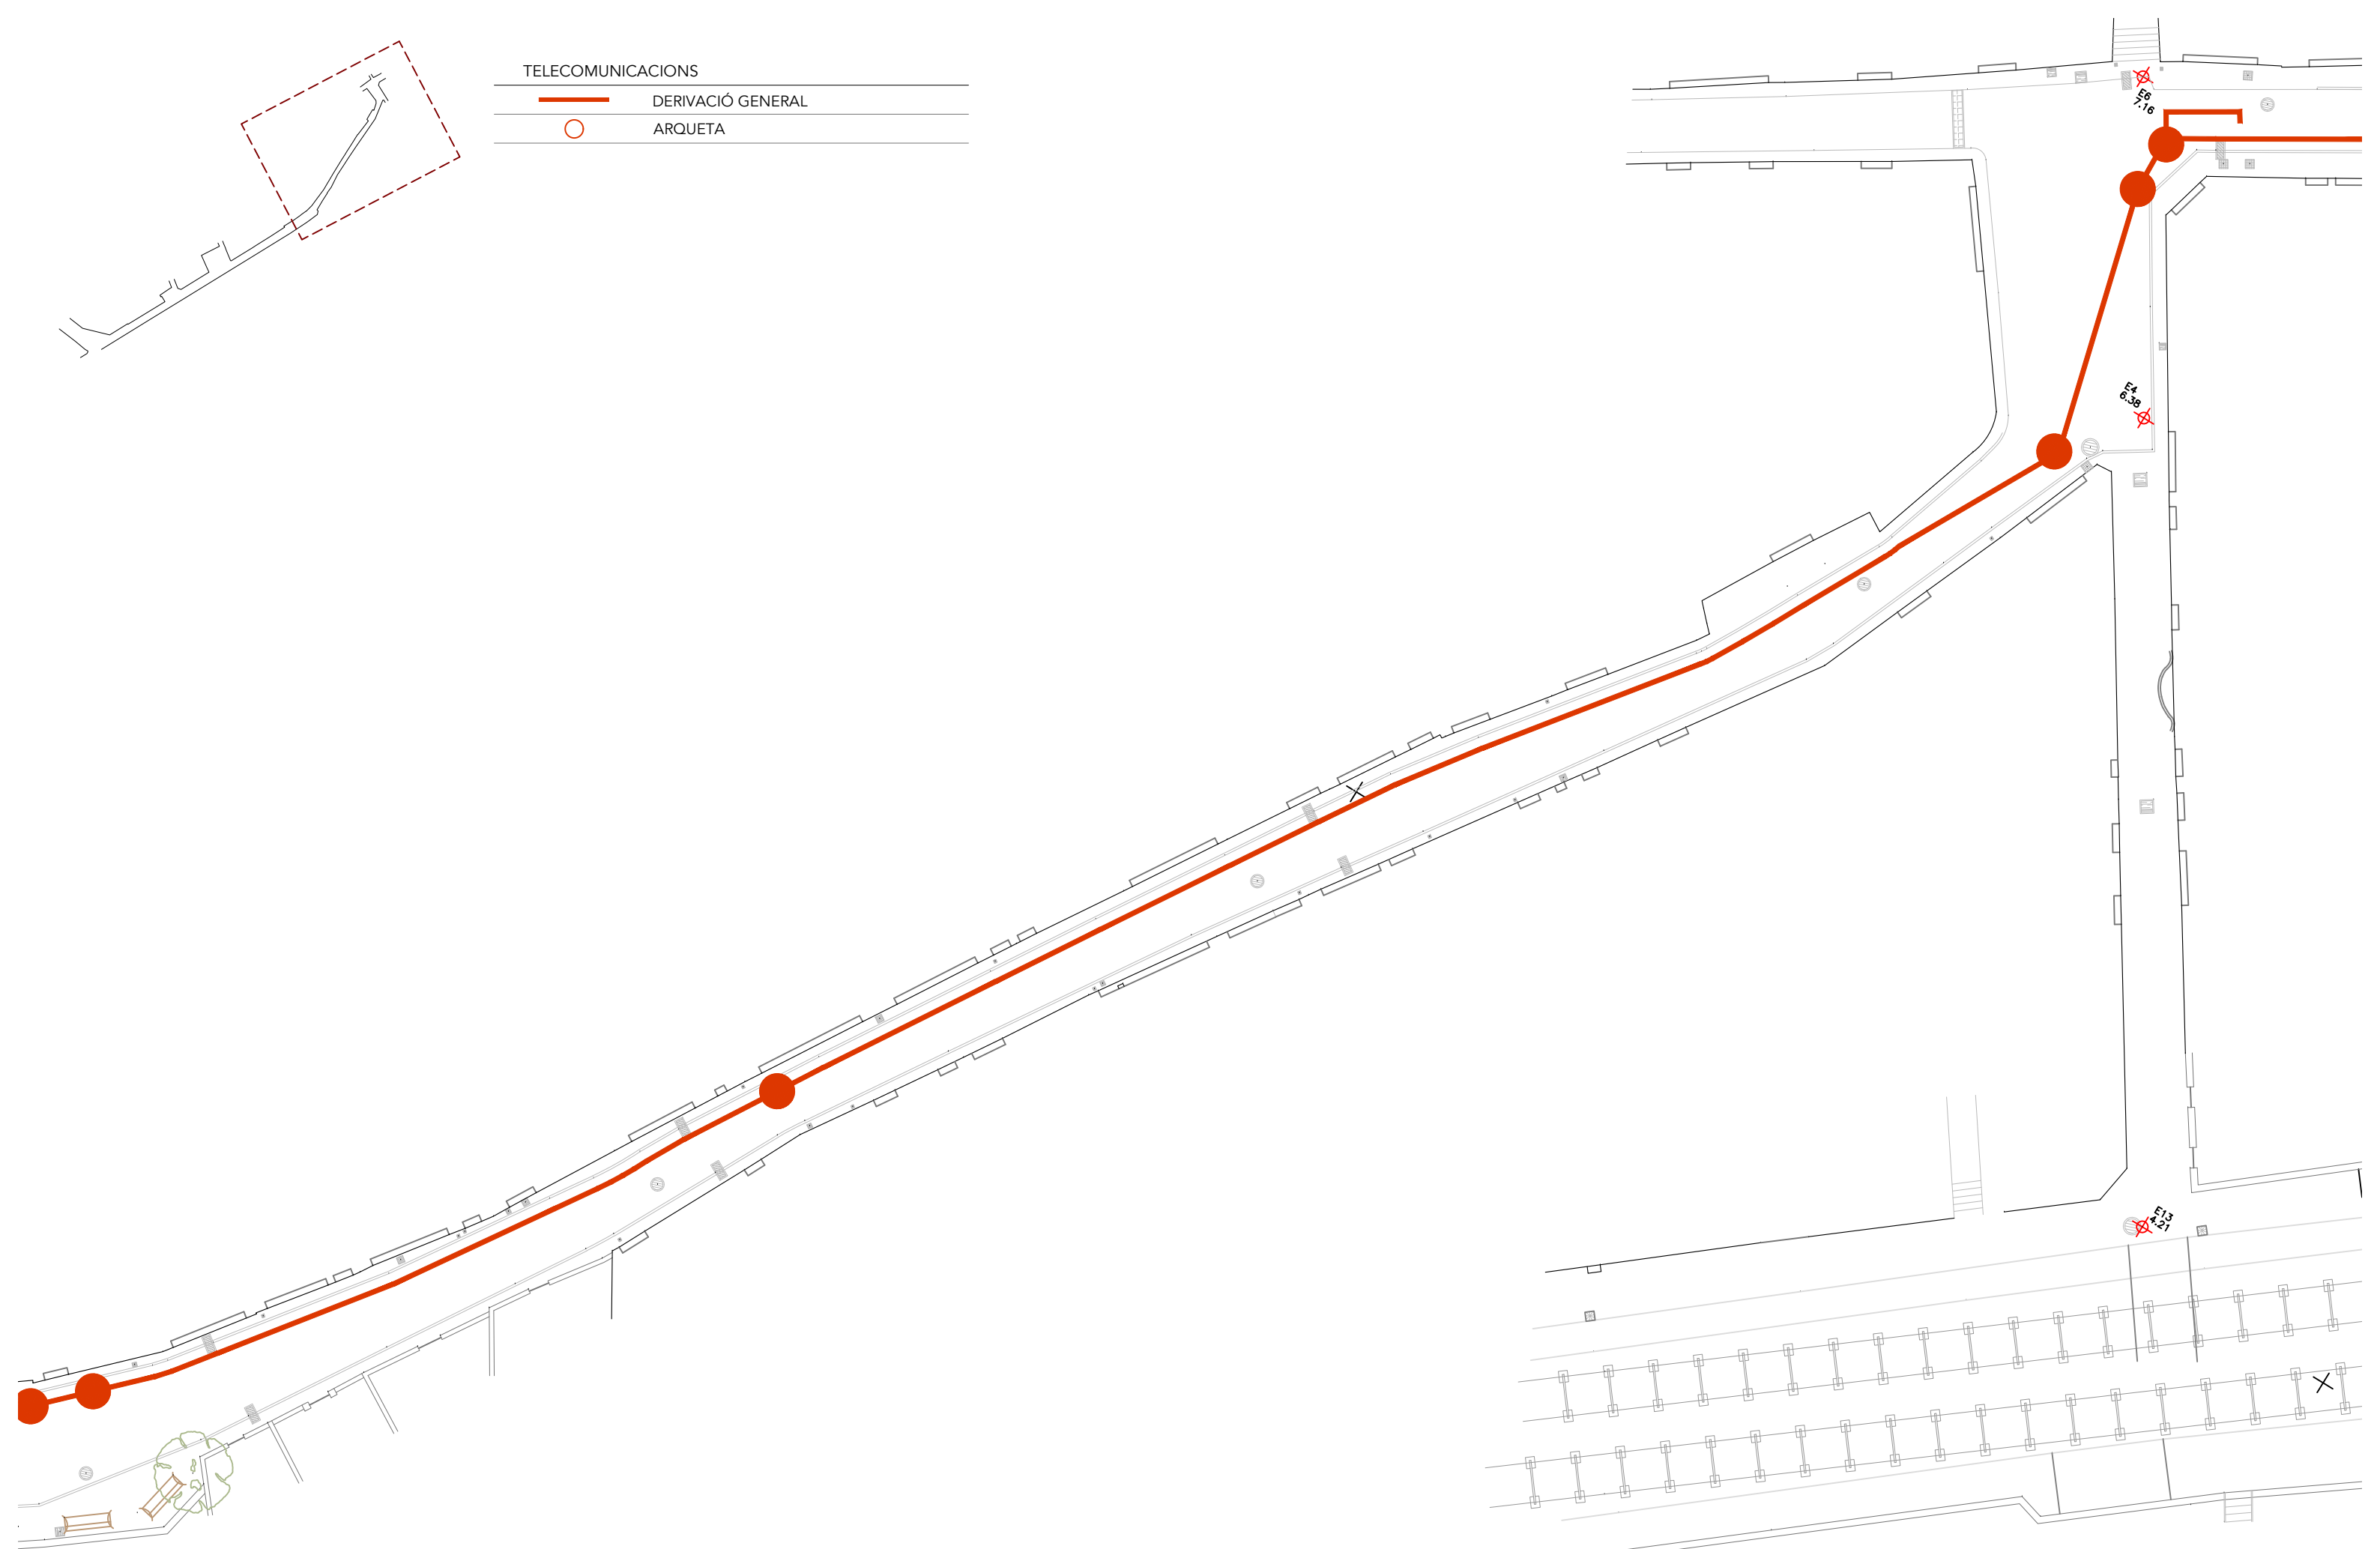 TELECOMUNICACIONS
DERIVACIÓ GENERAL
ARQUETA
E6
7.16
E4
6.38
E13
4.21